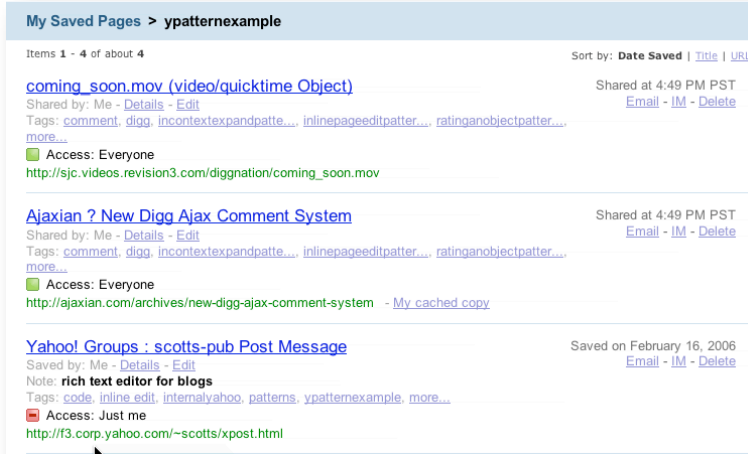 My Saved Pages > ypatternexample
Items 1 - 4 of about 4
Sort by: Date Saved | Title | URL
coming_soon.mov (video/quicktime Object)
Shared at 4:49 PM PST
Shared by: Me - Details - Edit
Email - IM - Delete
Tags: comment, digg, incontextexpandpatte..., inlinepageeditpatter..., ratinganobjectpatter...,
more...
Access: Everyone
http://sjc.videos.revision3.com/diggnation/coming_soon.mov
Ajaxian ? New Digg Ajax Comment System
Shared at 4:49 PM PST
Shared by: Me - Details - Edit
Email - IM - Delete
Tags: comment, digg, incontextexpandpatte..., inlinepageeditpatter..., ratinganobjectpatter...,
more...
Access: Everyone
http://ajaxian.com/archives/new-digg-ajax-comment-system - My cached copy
Yahoo! Groups : scotts-pub Post Message
Saved on February 16, 2006
Saved by: Me - Details - Edit
Email - IM - Delete
Note: rich text editor for blogs
Tags: code, inline edit, internalyahoo, patterns, ypatternexample, more...
Access: Just me
http://f3.corp.yahoo.com/~scotts/xpost.html